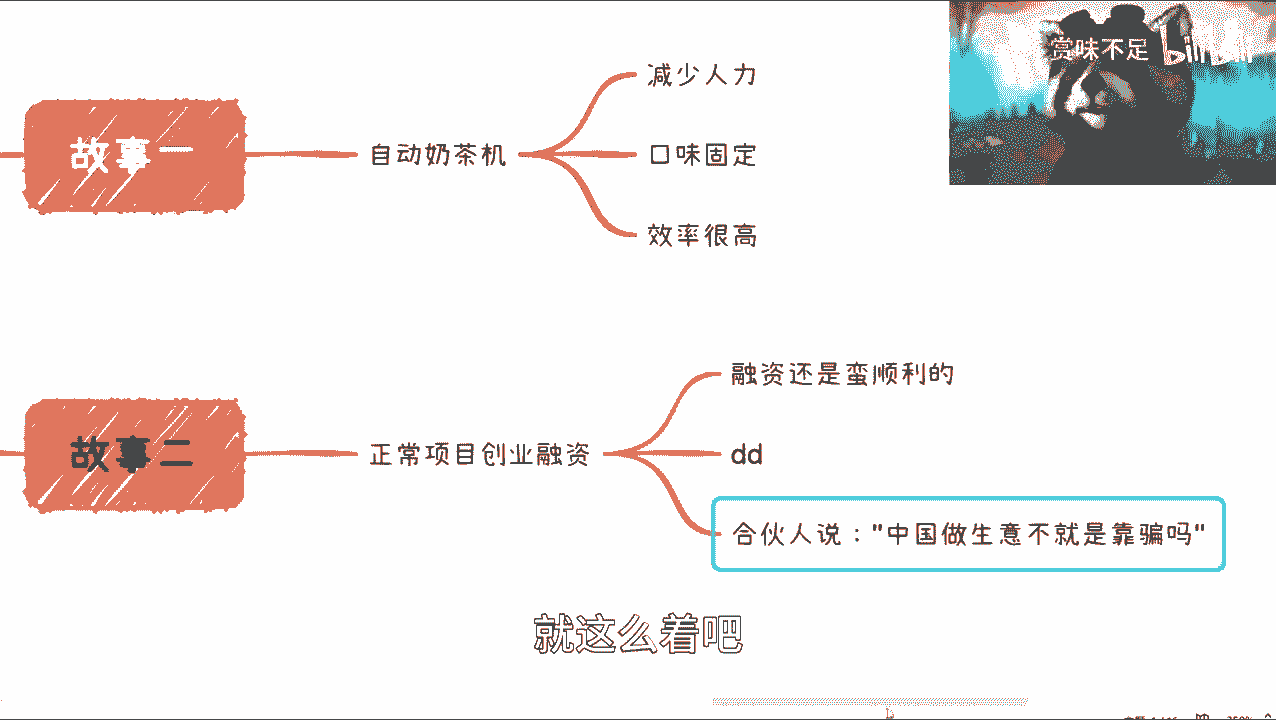 赏味不足 bilibili
减少人力
故事一
自动奶茶机
口味固定
效率很高
融资还是蛮顺利的
故事二
正常项目创业融资
dd
合伙人说："中国做生意不就是靠骗吗"
就这么着吧